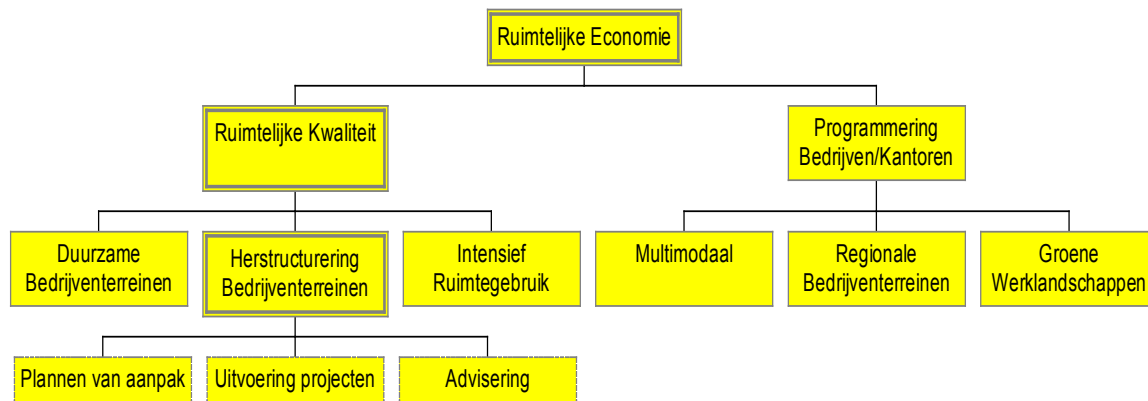 Ruimtelijke Economie
Ruimtelijke Kwaliteit
Programmering
Bedrijven/Kantoren
Duurzame
Bedrijventerreinen
Herstructurering
Bedrijventerreinen
Intensief
Ruimtegebruik
Multimodaal
Regionale
Bedrijventerreinen
Groene
Werklandschappen
Plannen van aanpak
Uitvoering projecten
Advisering